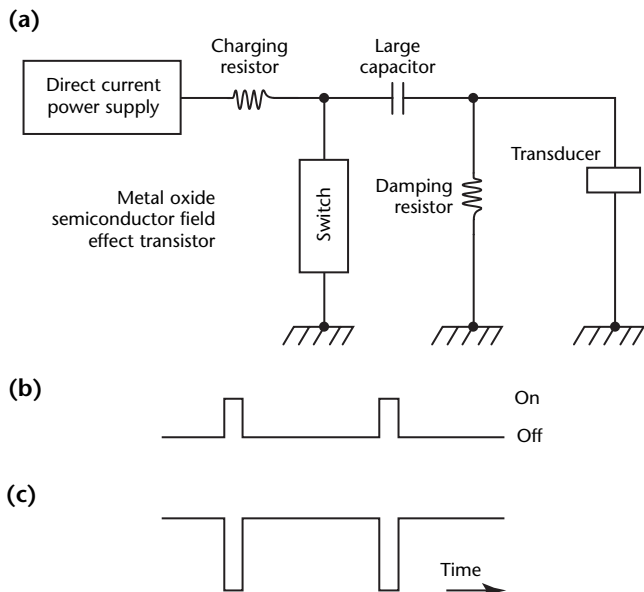 (a)
Charging
resistor
Large
capacitor
Direct current
power supply
Transducer
Metal oxide
semiconductor field
effect transistor
Switch
Damping
resistor
(b)
On
Off
(c)
Time